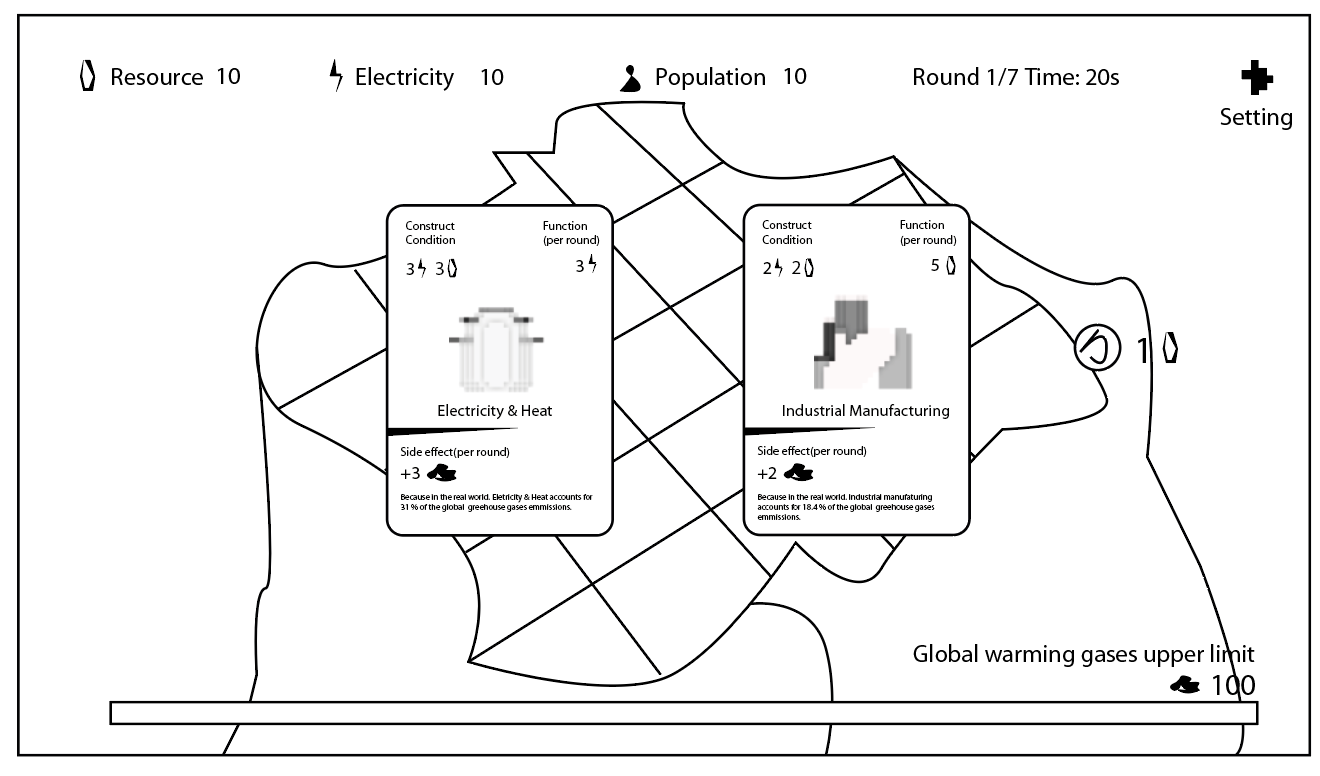 Resource 10
Electricity 10
Population 10
Round 1/7 Time: 20s
Setting
Construct
Condition
Function
(per round)
3 3
3
Electricity & Heat
Side effect(per round)
+3
Because in the real world. Eletricity & Heat accounts for
31 % of the global greehouse gases emmissions.
Construct
Condition
Function
(per round)
2 2
5
Industrial Manufacturing
Side effect(per round)
+2
Because in the real world. Industrial manufaturing
accounts for 18.4 % of the global greehouse gases
emmissions.
1
Global warming gases upper limit
100